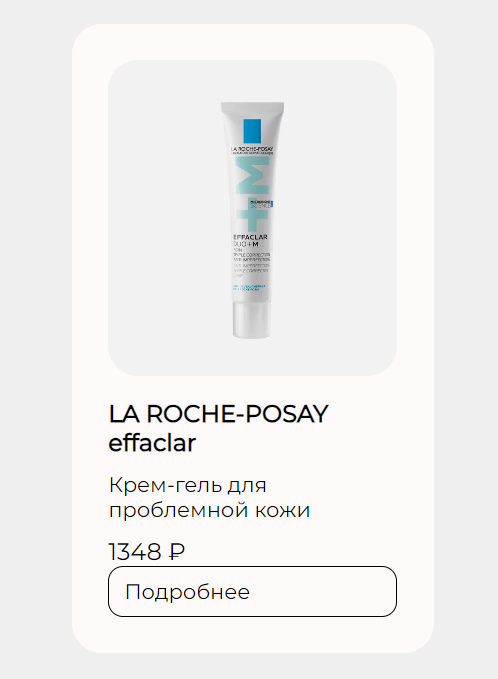 LA ROCHE-POSAY
+M
EFFACLAR
DUO+M
LA ROCHE-POSAY
effaclar
Крем-гель для
проблемной кожи
1348 ₽
Подробнее